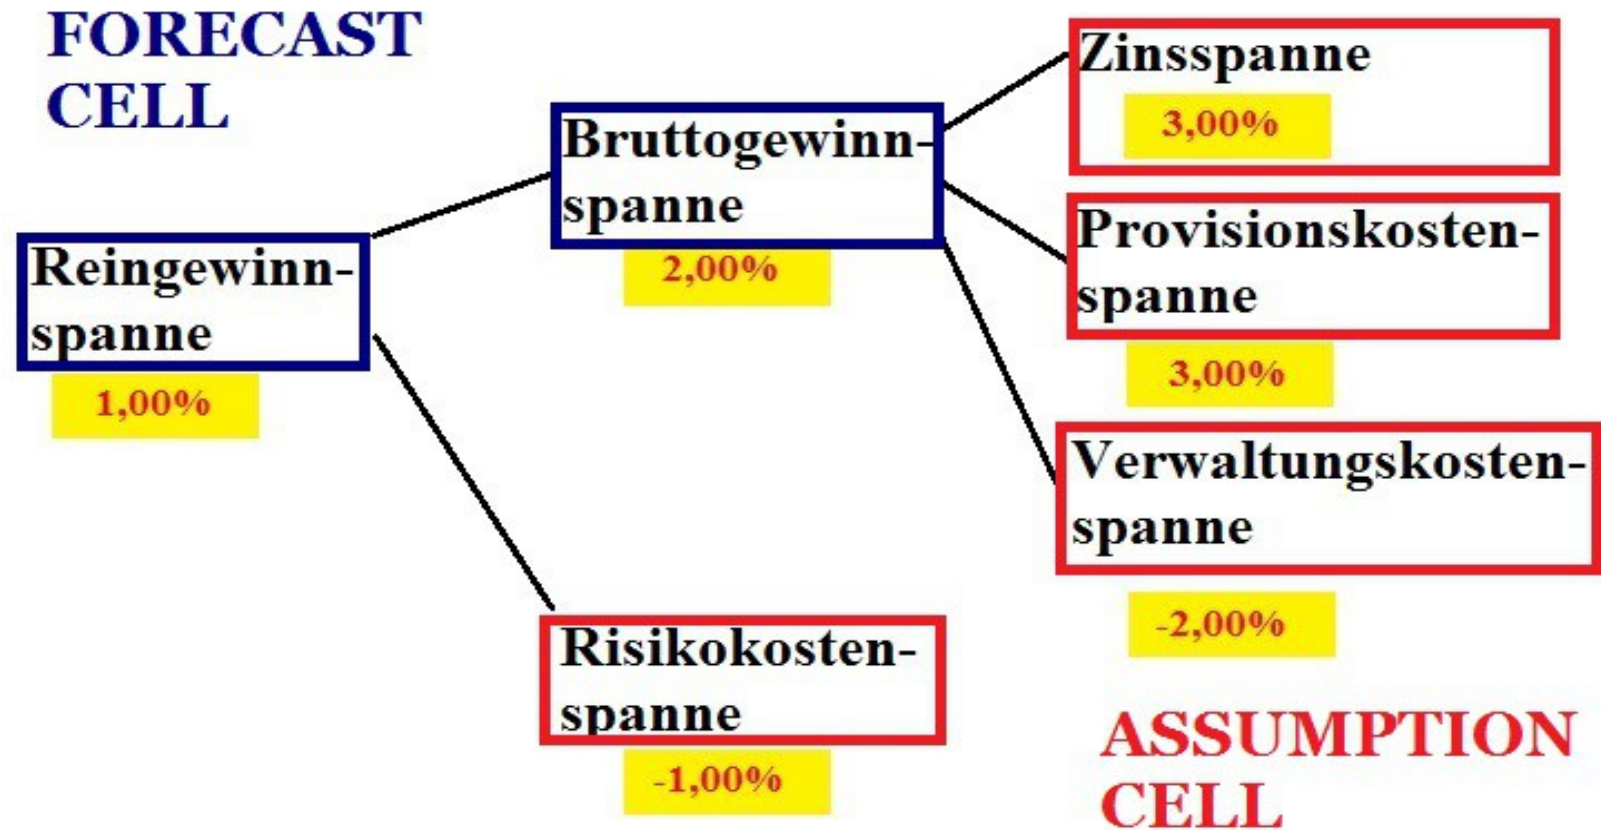 FORECAST
CELL
Reingewinn-
spanne
1,00%
Bruttogewinn-
spanne
2,00%
Risikokosten-
spanne
-1,00%
Zinsspanne
3,00%
Provisionskosten-
spanne
3,00%
Verwaltungskosten-
spanne
-2,00%
ASSUMPTION
CELL